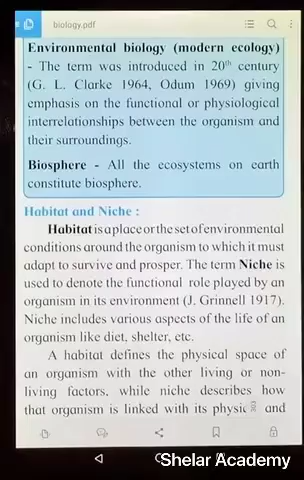 biology.pdf
Environmental biology (modern ecology)
- The term was introduced in 20th century
(G. L. Clarke 1964, Odum 1969) giving
emphasis on the functional or physiological
interrelationships between the organism and
their surroundings.
Biosphere - All the ecosystems on earth
constitute biosphere.
Habitat and Niche :
Habitat is a place or the set of environmental
conditions around the organism to which it must
adapt to survive and prosper. The term Niche is
used to denote the functional role played by an
organism in its environment (J. Grinnell 1917).
Niche includes various aspects of the life of an
organism like diet, shelter, etc.
A habitat defines the physical space of
an organism with the other living or non-
living factors, while niche describes how
that organism is linked with its physic and
Shelar Academy